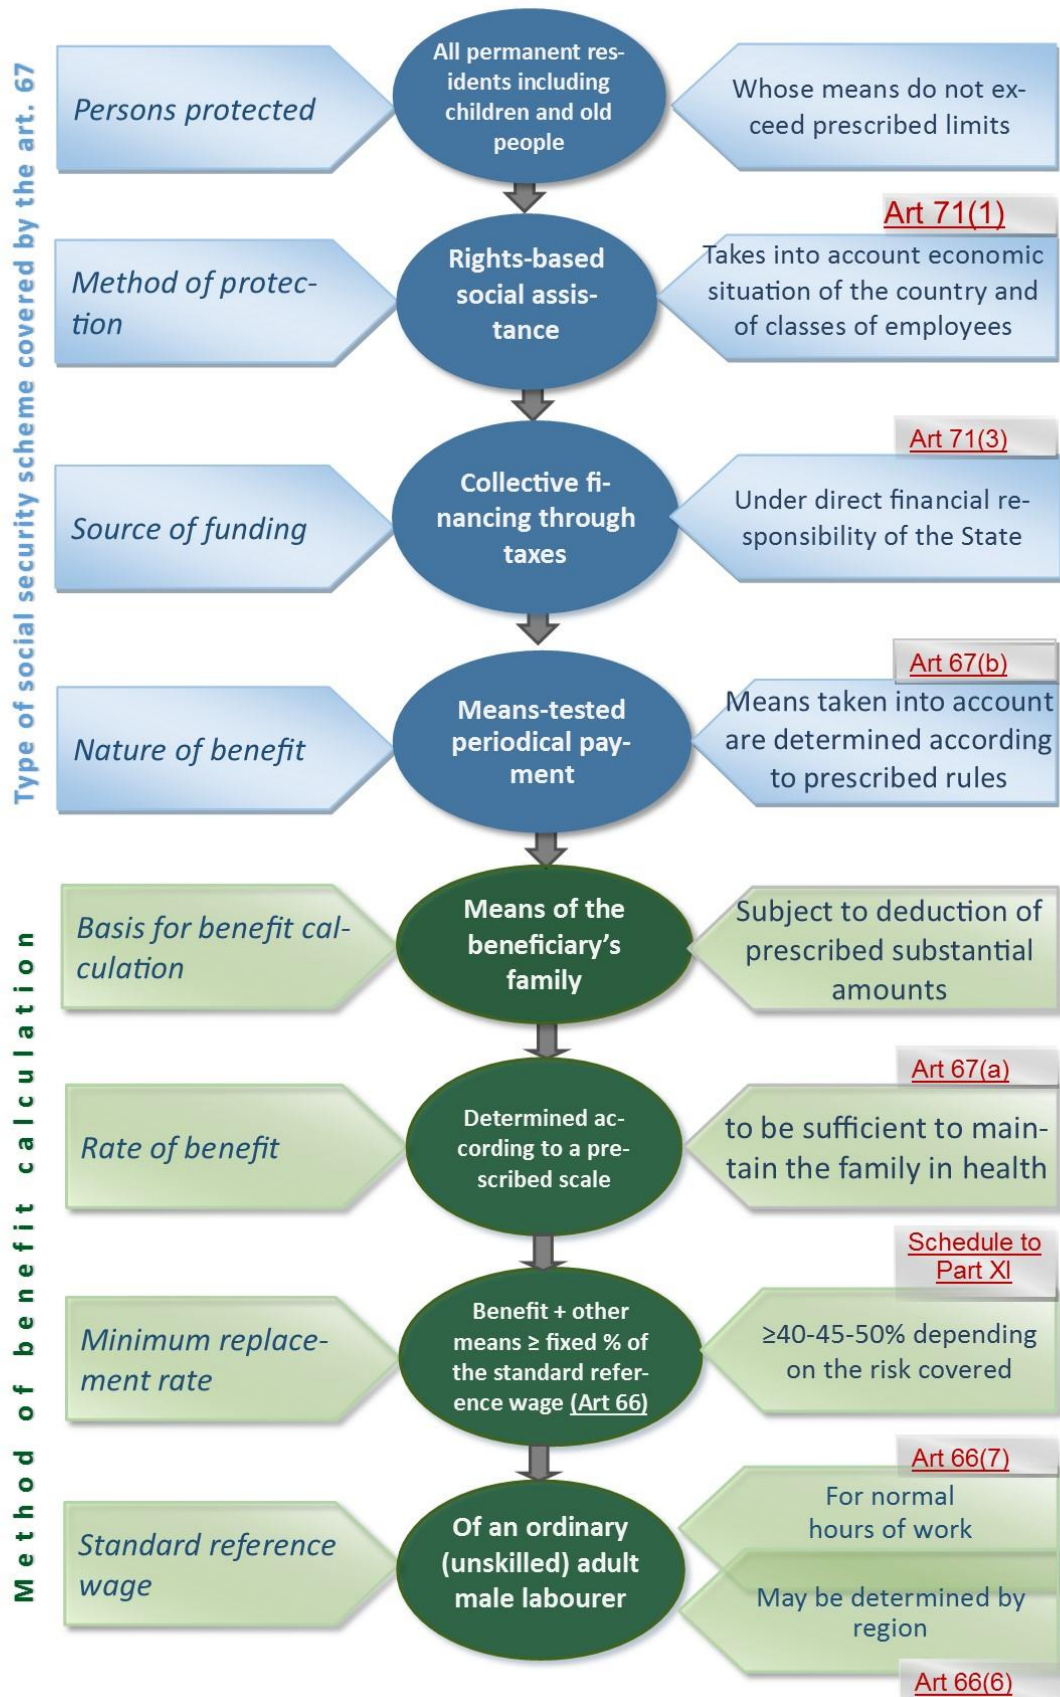 Type of social security scheme covered by the art. 67
Persons protected
All permanent res-
idents including
children and old
people
Whose means do not ex-
ceed prescribed limits
Method of protec-
tion
Rights-based
social assis-
tance
Art 71(1)
Takes into account economic
situation of the country and
of classes of employees
Source of funding
Collective fi-
nancing through
taxes
Art 71(3)
Under direct financial re-
sponsibility of the State
Nature of benefit
Means-tested
periodical pay-
ment
Art 67(b)
Means taken into account
are determined according
to prescribed rules
Method of benefit calculation
Basis for benefit cal-
culation
Means of the
beneficiary's
family
Subject to deduction of
prescribed substantial
amounts
Rate of benefit
Determined ac-
cording to a pre-
scribed scale
Art 67(a)
to be sufficient to main-
tain the family in health
Minimum replace-
ment rate
Benefit + other
means ≥ fixed % of
the standard refer-
ence wage (Art 66)
Schedule to
Part XI
≥40-45-50% depending
on the risk covered
Standard reference
wage
Of an ordinary
(unskilled) adult
male labourer
Art 66(7)
For normal
hours of work
May be determined by
region
Art 66(6)